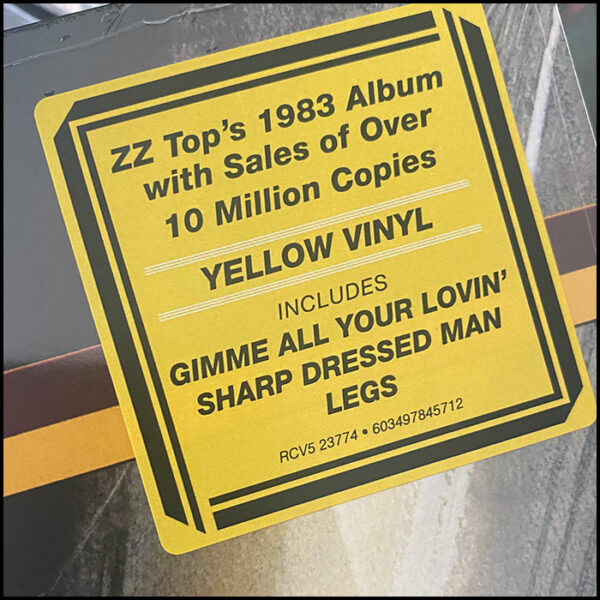 ZZ Top's 1983 Album
with Sales of Over
10 Million Copies
YELLOW VINYL
INCLUDES
GIMME ALL YOUR LOVIN'
SHARP DRESSED MAN
LEGS
RCV5 23774 • 603497845712